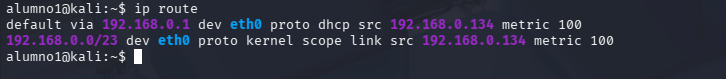 alumno1@kali:~$ ip route
default via 192.168.0.1 dev eth0 proto dhcp src 192.168.0.134 metric 100
192.168.0.0/23 dev eth0 proto kernel scope link src 192.168.0.134 metric 100
alumno1@kali:~$